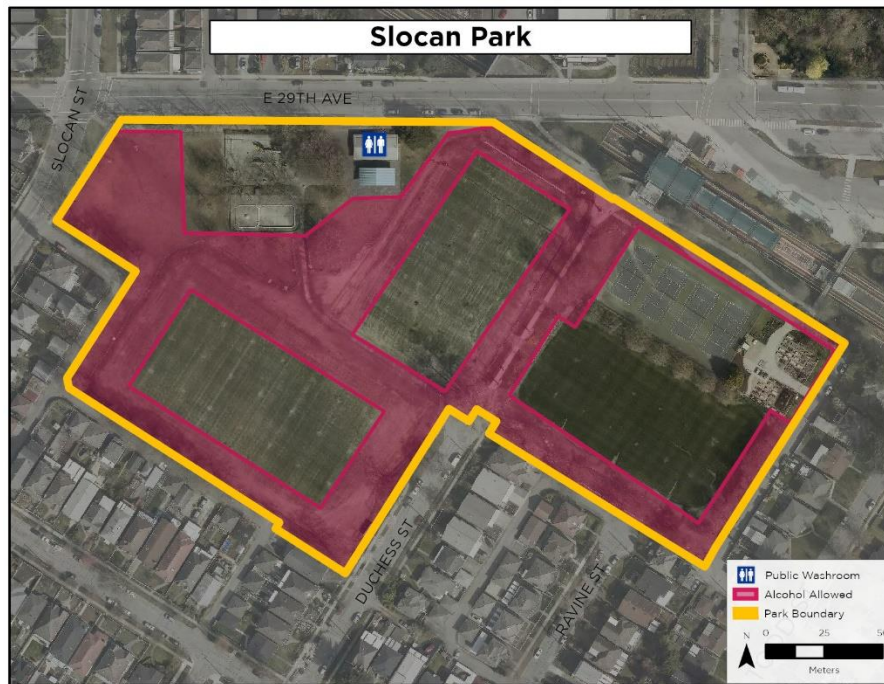 Slocan Park
E 29TH AVE
SLOCAN ST
DUCHESS ST
RAVINE ST
Public Washroom
Alcohol Allowed
Park Boundary
N
0 25 50
Meters